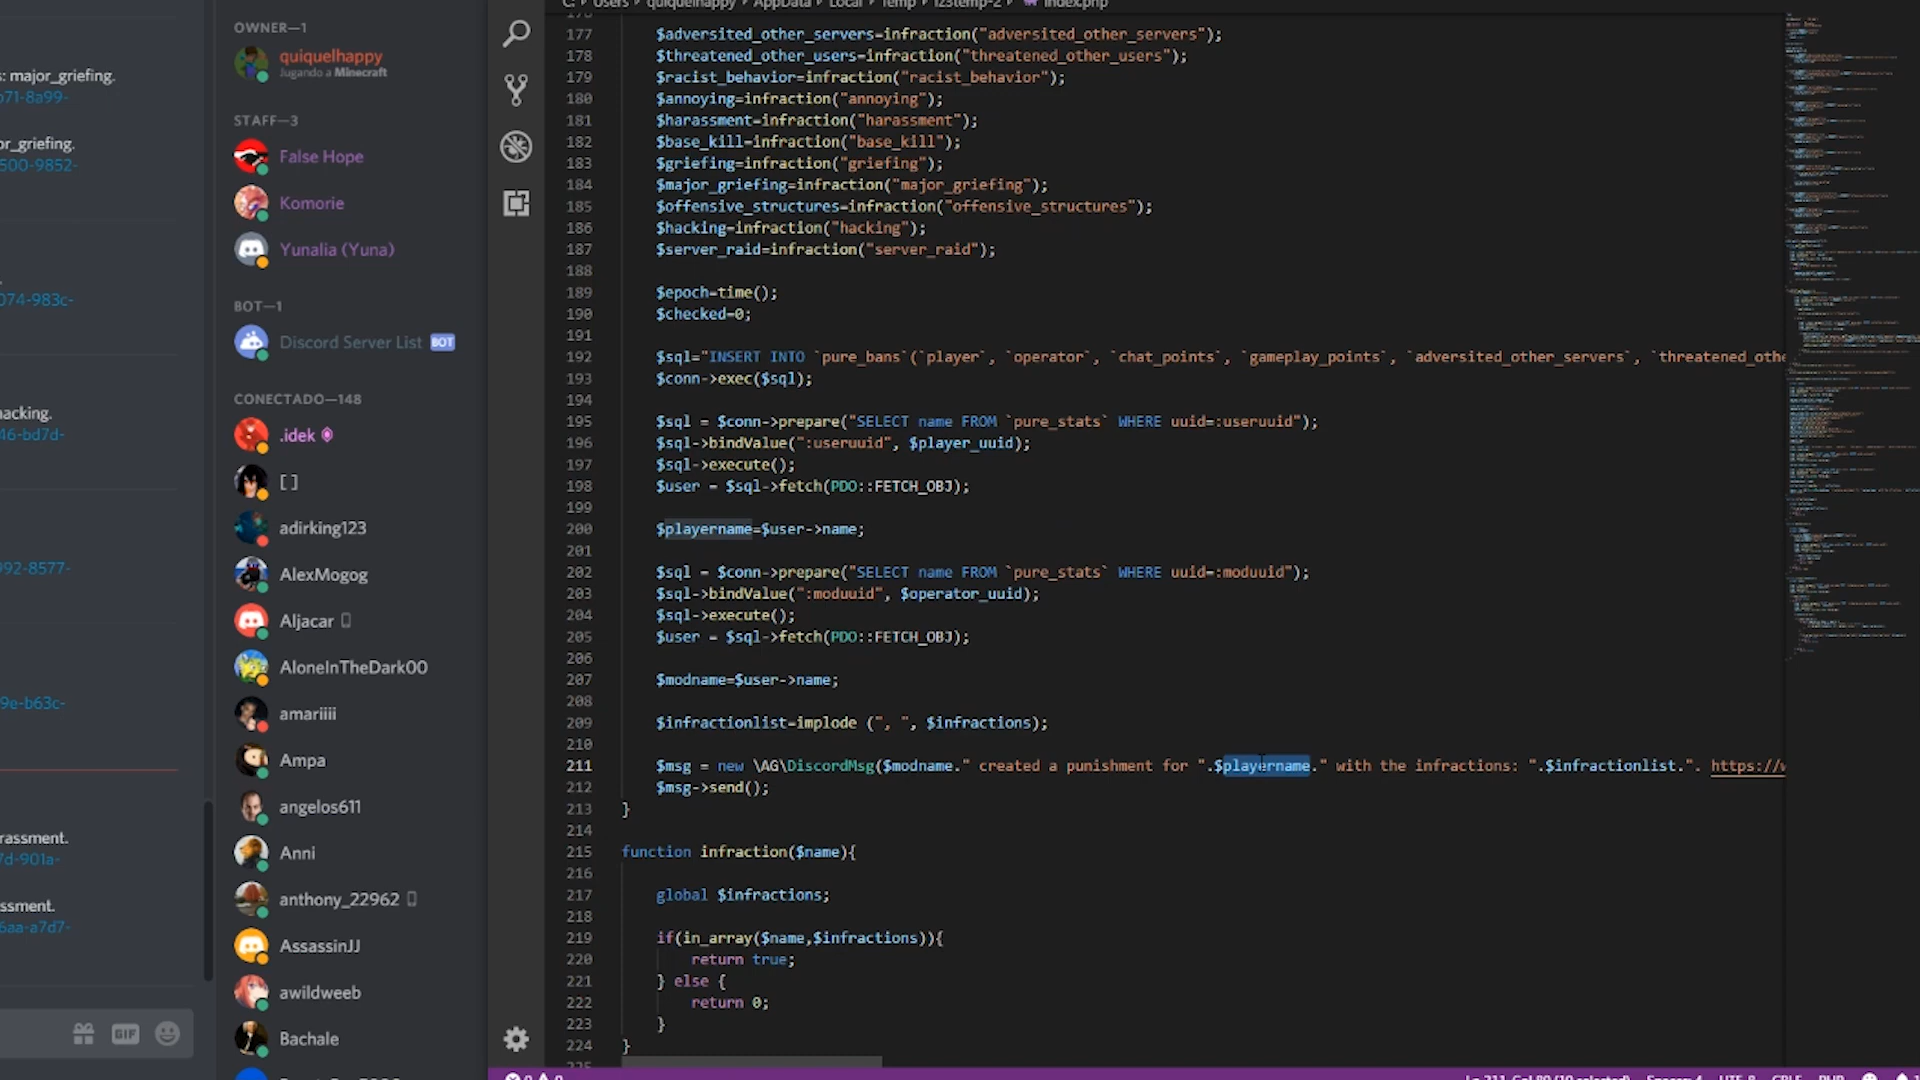 s: major_griefing.
b71-8a99-
or_griefing.
500-9852-
074-983c-
hacking.
46-bd7d-
992-8577-
9e-b63c-
rassment.
7d-901a-
ssment.
6aa-a7d7-
GIF
OWNER—1
quiquelhappy
Jugando a Minecraft
STAFF—3
False Hope
Komorie
Yunalia (Yuna)
BOT—1
Discord Server List BOT
CONECTADO—148
.idek
[]
adirking123
AlexMogog
Aljacar
AloneInTheDark00
amariiii
Ampa
angelos611
Anni
anthony_22962
AssassinJJ
awildweeb
Bachale
C: › Users › quiquelhappy › AppData › Local › Temp › index.php
177 $adversited_other_servers=infraction("adversited_other_servers");
178 $threatened_other_users=infraction("threatened_other_users");
179 $racist_behavior=infraction("racist_behavior");
180 $annoying=infraction("annoying");
181 $harassment=infraction("harassment");
182 $base_kill=infraction("base_kill");
183 $griefing=infraction("griefing");
184 $major_griefing=infraction("major_griefing");
185 $offensive_structures=infraction("offensive_structures");
186 $hacking=infraction("hacking");
187 $server_raid=infraction("server_raid");
188
189 $epoch=time();
190 $checked=0;
191
192 $sql="INSERT INTO `pure_bans`(`player`, `operator`, `chat_points`, `gameplay_points`, `adversited_other_servers`, `threatened_othe
193 $conn->exec($sql);
194
195 $sql = $conn->prepare("SELECT name FROM `pure_stats` WHERE uuid=:useruuid");
196 $sql->bindValue(":useruuid", $player_uuid);
197 $sql->execute();
198 $user = $sql->fetch(PDO::FETCH_OBJ);
199
200 $playername=$user->name;
201
202 $sql = $conn->prepare("SELECT name FROM `pure_stats` WHERE uuid=:moduuid");
203 $sql->bindValue(":moduuid", $operator_uuid);
204 $sql->execute();
205 $user = $sql->fetch(PDO::FETCH_OBJ);
206
207 $modname=$user->name;
208
209 $infractionlist=implode (", ", $infractions);
210
211 $msg = new \AG\DiscordMsg($modname." created a punishment for ".$playername." with the infractions: ".$infractionlist.". https://w
212 $msg->send();
213 }
214
215 function infraction($name){
216
217 global $infractions;
218
219 if(in_array($name,$infractions)){
220 return true;
221 } else {
222 return 0;
223 }
224 }